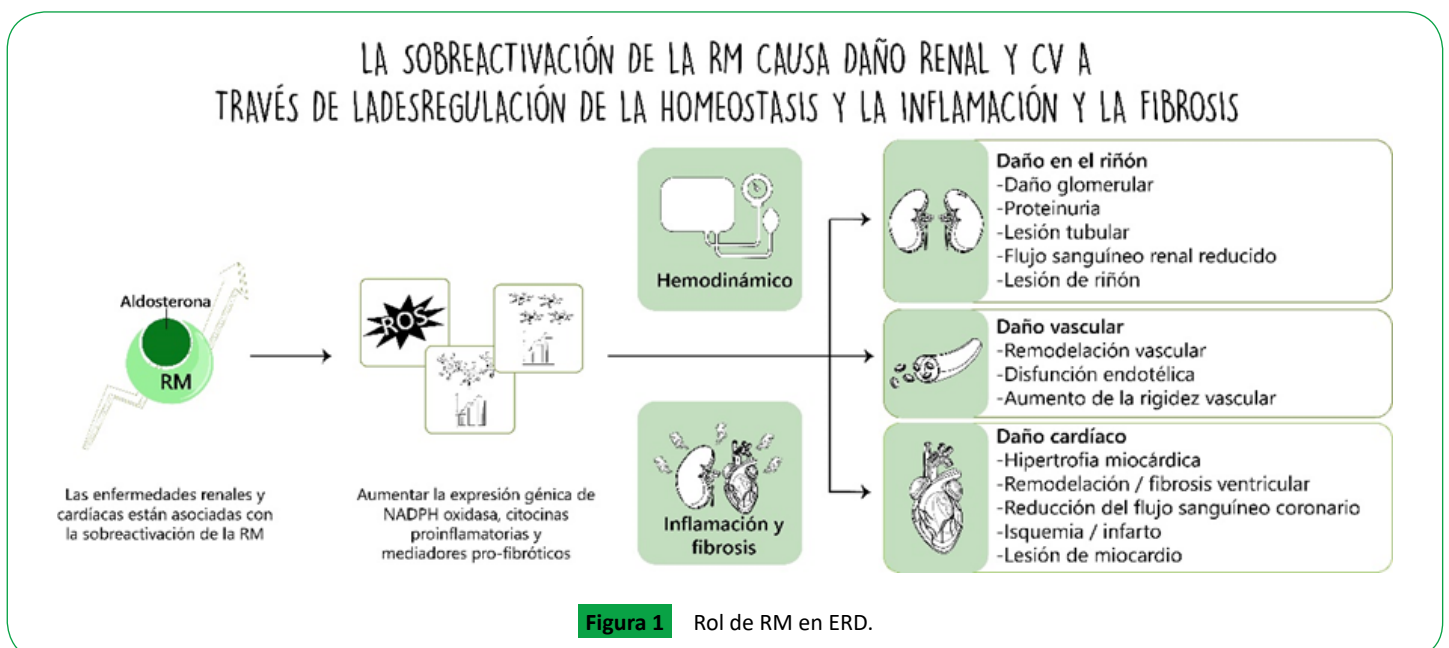 LA SOBREACTIVACIÓN DE LA RM CAUSA DAÑO RENAL Y CV A
TRAVÉS DE LADESREGULACIÓN DE LA HOMEOSTASIS Y LA INFLAMACIÓN Y LA FIBROSIS
Aldosterona
RM
Las enfermedades renales y
cardíacas están asociadas con
la sobreactivación de la RM
ROS
Aumentar la expresión génica de
NADPH oxidasa, citocinas
proinflamatorias y
mediadores pro-fibróticos
Hemodinámico
Inflamación y
fibrosis
Daño en el riñón
-Daño glomerular
-Proteinuria
-Lesión tubular
-Flujo sanguíneo renal reducido
-Lesión de riñón
Daño vascular
-Remodelación vascular
-Disfunción endotélica
-Aumento de la rigidez vascular
Daño cardíaco
-Hipertrofia miocárdica
-Remodelación / fibrosis ventricular
-Reducción del flujo sanguíneo coronario
-Isquemia / infarto
-Lesión de miocardio
Figura 1 Rol de RM en ERD.